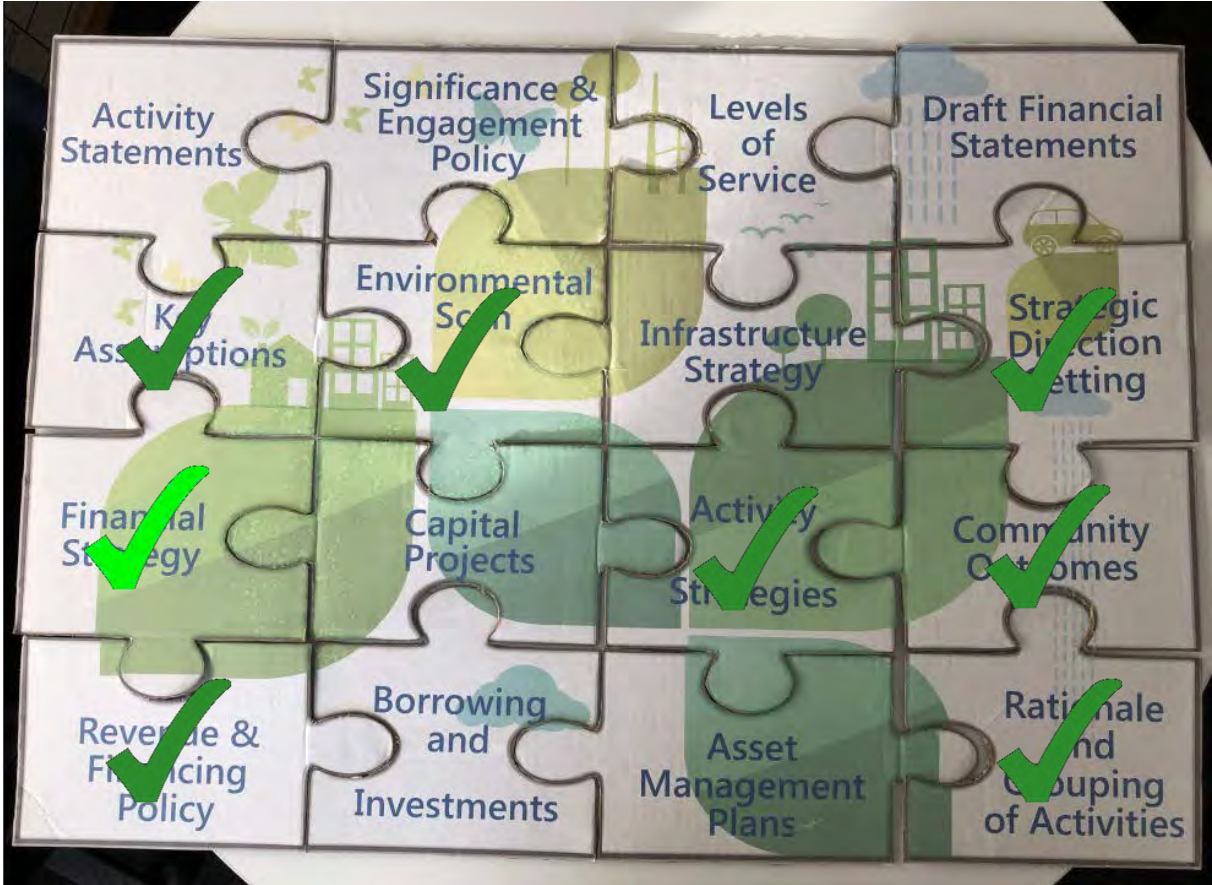 Activity
Statements
Significance &
Engagement
Policy
Levels
of
Service
Draft Financial
Statements
Key
Assumptions
Environmental
Scan
Infrastructure
Strategy
Strategic
Direction
Setting
Financial
Strategy
Capital
Projects
Activity
Strategies
Community
Outcomes
Revenue &
Financing
Policy
Borrowing
and
Investments
Asset
Management
Plans
Rationale
and
Grouping
of Activities